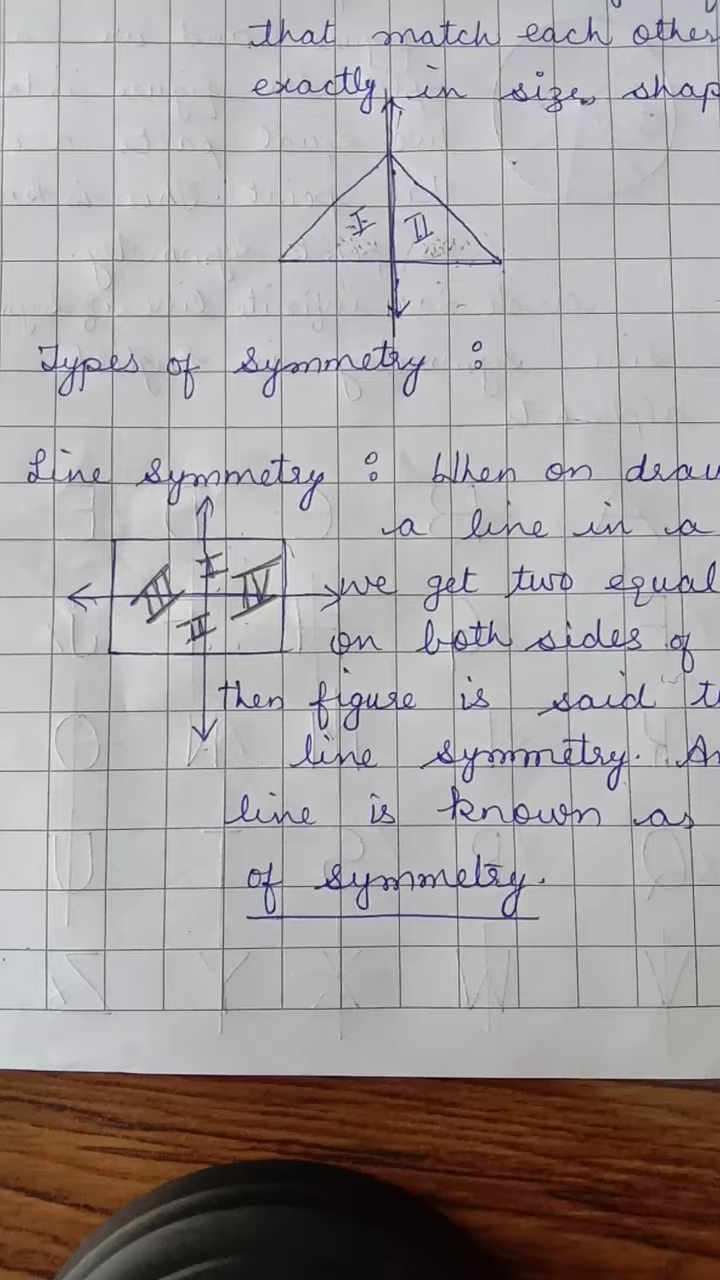 that match each other
exactly in size, shap
I II
Types of Symmetry :
Line Symmetry : When on draw
a line in a
I
III IV we get two equal
II on both sides of
then figure is said t
line symmetry. An
line is known as
of symmetry.